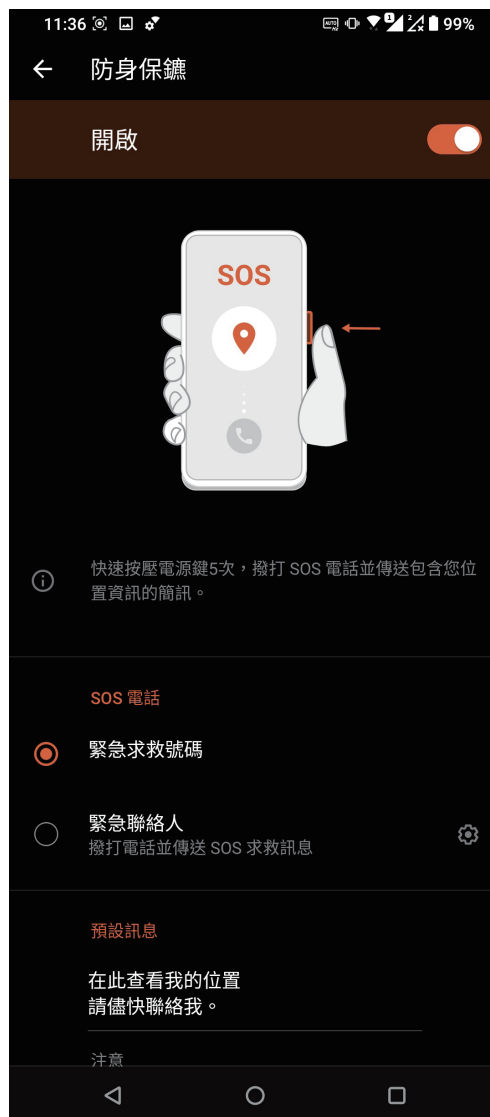 11:36
99%
防身保鑣
開啟
SOS
快速按壓電源鍵5次，撥打 SOS 電話並傳送包含您位
置資訊的簡訊。
SOS 電話
緊急求救號碼
緊急聯絡人
撥打電話並傳送 SOS 求救訊息
預設訊息
在此查看我的位置
請儘快聯絡我。
注意